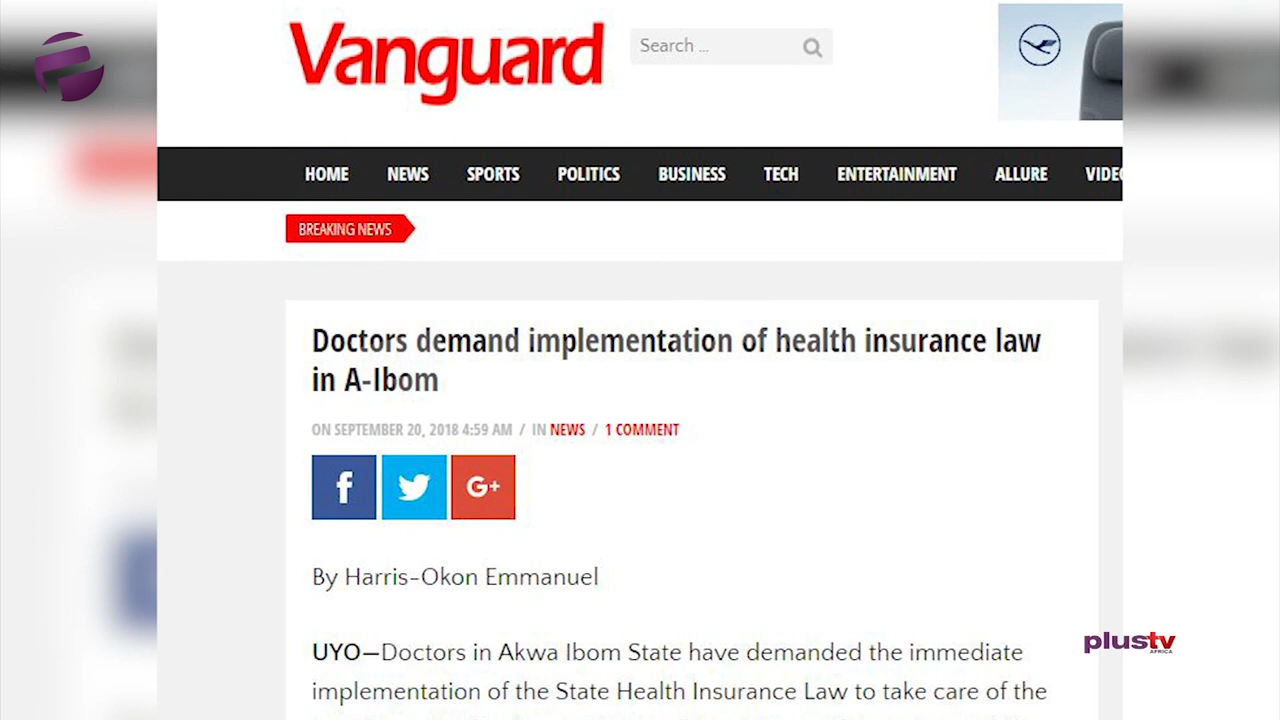 Vanguard
Search ...
HOME NEWS SPORTS POLITICS BUSINESS TECH ENTERTAINMENT ALLURE
BREAKING NEWS
Doctors demand implementation of health insurance law
in A-Ibom
ON SEPTEMBER 20, 2018 4:59 AM / IN NEWS / 1 COMMENT
f
G+
By Harris-Okon Emmanuel
UYO—Doctors in Akwa Ibom State have demanded the immediate
implementation of the State Health Insurance Law to take care of the
plustv
AFRICA